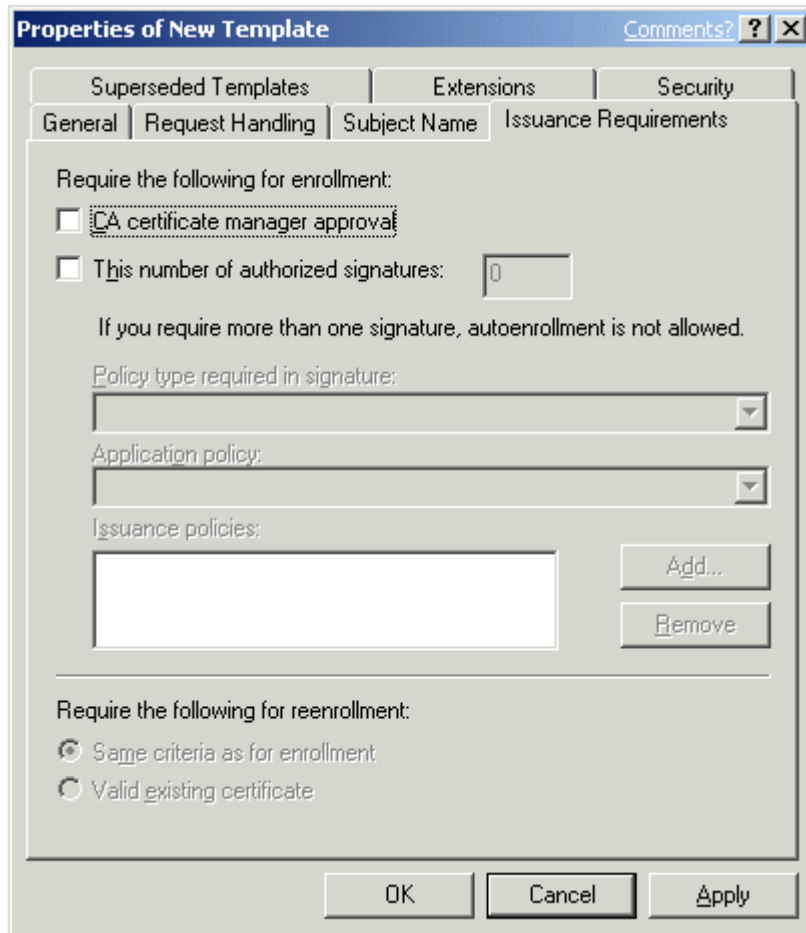 Properties of New Template Comments? ? X
Superseded Templates Extensions Security
General Request Handling Subject Name Issuance Requirements
Require the following for enrollment:
CA certificate manager approval
This number of authorized signatures: 0
If you require more than one signature, autoenrollment is not allowed.
Policy type required in signature:
Application policy:
Issuance policies:
Add...
Remove
Require the following for reenrollment:
Same criteria as for enrollment
Valid existing certificate
OK Cancel Apply